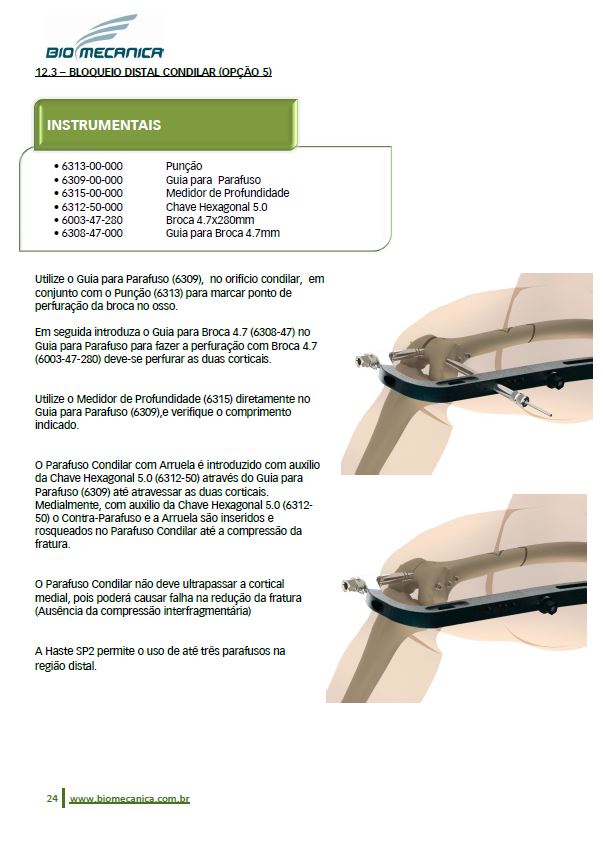 BIOMECANICA
12.3 – BLOQUEIO DISTAL CONDILAR (OPÇÃO 5)
INSTRUMENTAIS
• 6313-00-000 Punção
• 6309-00-000 Guia para Parafuso
• 6315-00-000 Medidor de Profundidade
• 6312-50-000 Chave Hexagonal 5.0
• 6003-47-280 Broca 4.7x280mm
• 6308-47-000 Guia para Broca 4.7mm
Utilize o Guia para Parafuso (6309), no orifício condilar, em
conjunto com o Punção (6313) para marcar ponto de
perfuração da broca no osso.
Em seguida introduza o Guia para Broca 4.7 (6308-47) no
Guia para Parafuso para fazer a perfuração com Broca 4.7
(6003-47-280) deve-se perfurar as duas corticais.
Utilize o Medidor de Profundidade (6315) diretamente no
Guia para Parafuso (6309),e verifique o comprimento
indicado.
O Parafuso Condilar com Arruela é introduzido com auxílio
da Chave Hexagonal 5.0 (6312-50) através do Guia para
Parafuso (6309) até atravessar as duas corticais.
Medialmente, com auxilio da Chave Hexagonal 5.0 (6312-
50) o Contra-Parafuso e a Arruela são inseridos e
rosqueados no Parafuso Condilar até a compressão da
fratura.
O Parafuso Condilar não deve ultrapassar a cortical
medial, pois poderá causar falha na redução da fratura
(Ausência da compressão interfragmentária)
A Haste SP2 permite o uso de até três parafusos na
região distal.
24 www.biomecanica.com.br